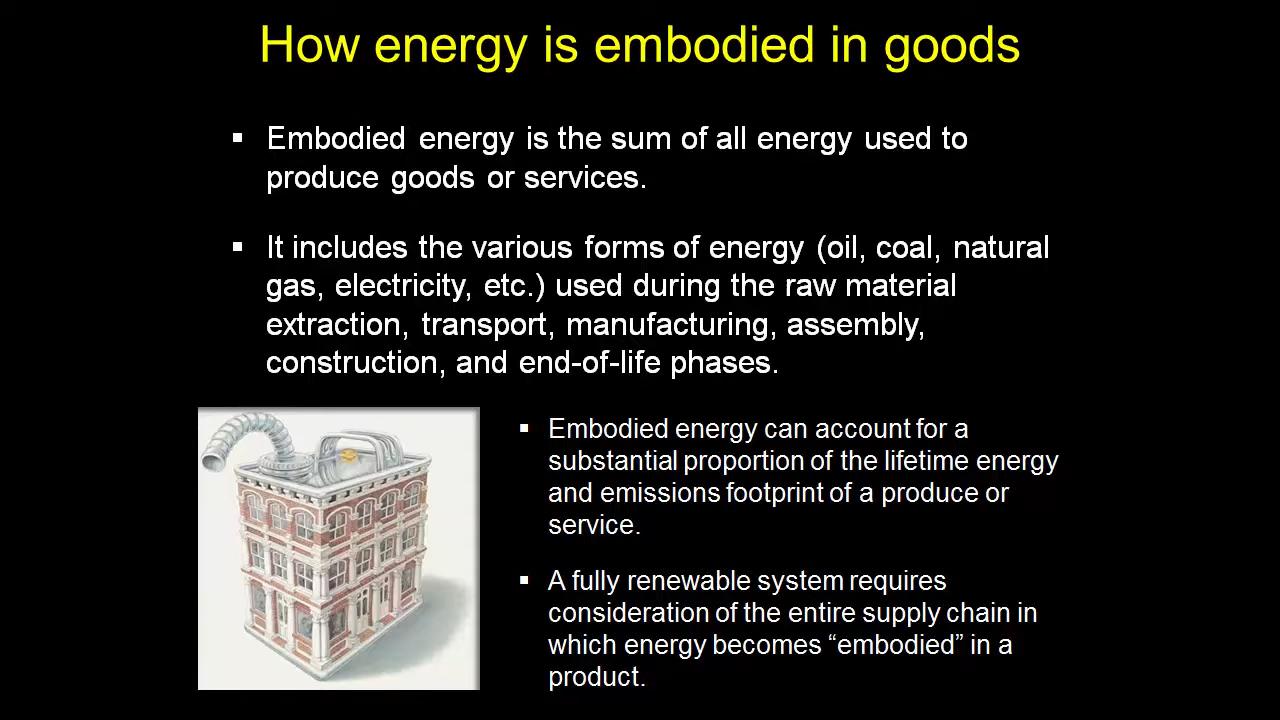 How energy is embodied in goods
▪ Embodied energy is the sum of all energy used to
produce goods or services.
▪ It includes the various forms of energy (oil, coal, natural
gas, electricity, etc.) used during the raw material
extraction, transport, manufacturing, assembly,
construction, and end-of-life phases.
▪ Embodied energy can account for a
substantial proportion of the lifetime energy
and emissions footprint of a produce or
service.
▪ A fully renewable system requires
consideration of the entire supply chain in
which energy becomes “embodied” in a
product.